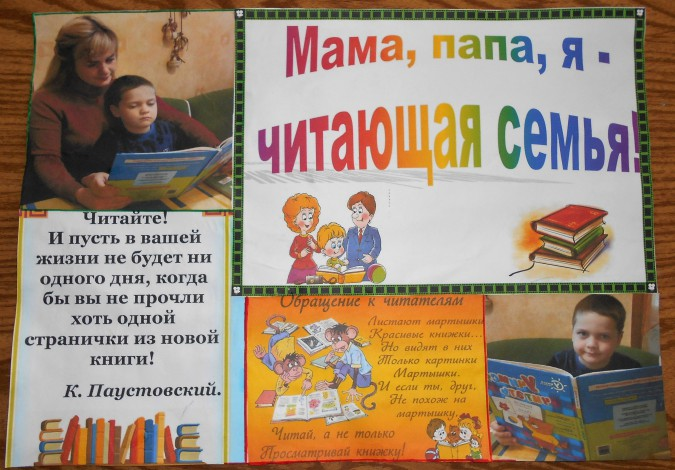 Мама, папа, я -
читающая семья!
Читайте!
И пусть в вашей
жизни не будет ни
одного дня, когда
бы вы не прочли
хоть одной
странички из новой
книги!
К. Паустовский.
Обращение к читателям
Листают мартышки
Красивые книжки...
Но видят в них
Только картинки
Мартышки.
И если ты, друг,
Не похоже на
мартышку,
Читай, а не только
Просматривай книжку!